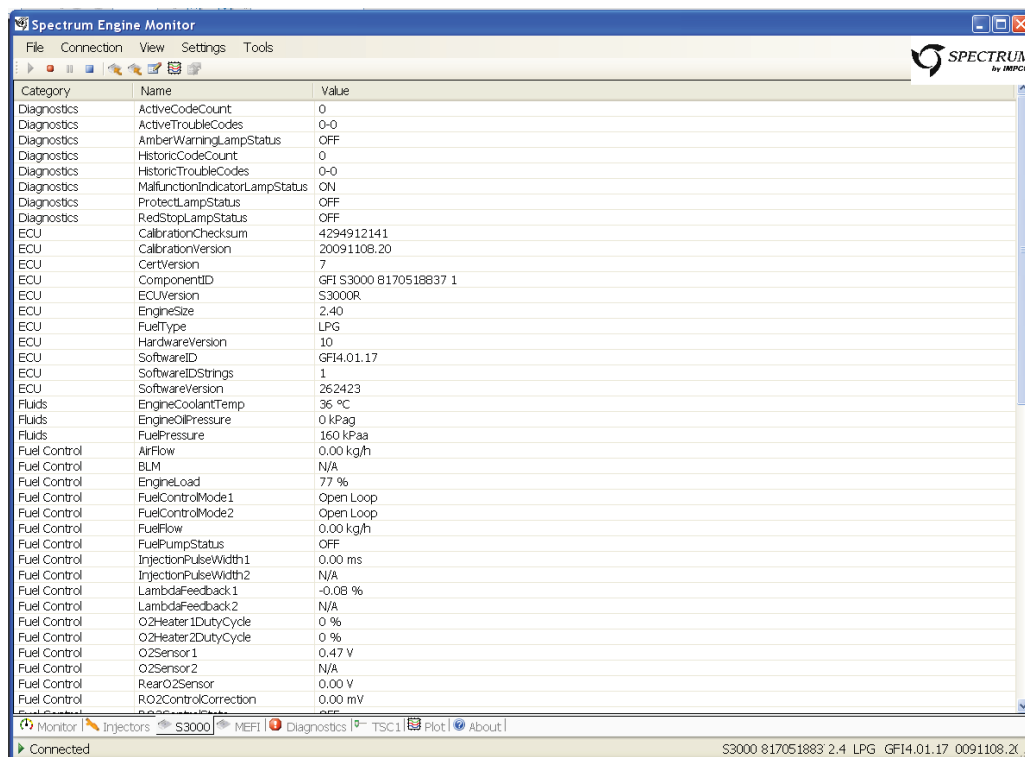 Spectrum Engine Monitor
File Connection View Settings Tools
SPECTRUM
by IMPCO
Category Name Value
Diagnostics ActiveCodeCount 0
Diagnostics ActiveTroubleCodes 0-0
Diagnostics AmberWarningLampStatus OFF
Diagnostics HistoricCodeCount 0
Diagnostics HistoricTroubleCodes 0-0
Diagnostics MalfunctionIndicatorLampStatus ON
Diagnostics ProtectLampStatus OFF
Diagnostics RedStopLampStatus OFF
ECU CalibrationChecksum 4294912141
ECU CalibrationVersion 20091108.20
ECU CertVersion 7
ECU ComponentID GFI S3000 8170518837 1
ECU ECUVersion S3000R
ECU EngineSize 2.40
ECU FuelType LPG
ECU HardwareVersion 10
ECU SoftwareID GFI4.01.17
ECU SoftwareIDStrings 1
ECU SoftwareVersion 262423
Fluids EngineCoolantTemp 36 °C
Fluids EngineOilPressure 0 kPag
Fluids FuelPressure 160 kPaa
Fuel Control AirFlow 0.00 kg/h
Fuel Control BLM N/A
Fuel Control EngineLoad 77 %
Fuel Control FuelControlMode1 Open Loop
Fuel Control FuelControlMode2 Open Loop
Fuel Control FuelFlow 0.00 kg/h
Fuel Control FuelPumpStatus OFF
Fuel Control InjectionPulseWidth1 0.00 ms
Fuel Control InjectionPulseWidth2 N/A
Fuel Control LambdaFeedback1 -0.08 %
Fuel Control LambdaFeedback2 N/A
Fuel Control O2Heater1DutyCycle 0 %
Fuel Control O2Heater2DutyCycle 0 %
Fuel Control O2Sensor1 0.47 V
Fuel Control O2Sensor2 N/A
Fuel Control RearO2Sensor 0.00 V
Fuel Control RO2ControlCorrection 0.00 mV
Monitor Injectors S3000 MEFI Diagnostics TSC1 Plot About
Connected S3000 817051883 2.4 LPG GFI4.01.17 0091108.2